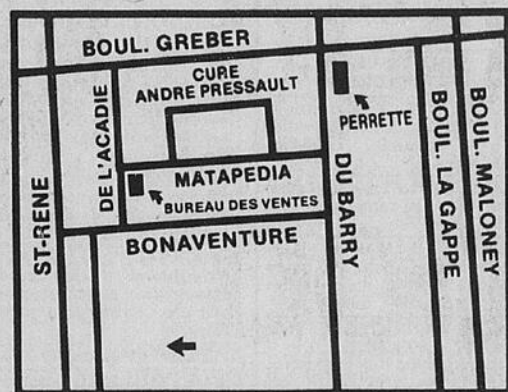 BOUL. GREBER
CURE
ANDRE PRESSAULT
PERRETTE
DE L'ACADIE
MATAPEDIA
BUREAU DES VENTES
ST-RENE
BONAVENTURE
DU BARRY
BOUL. LA GAPPE
BOUL. MALONEY